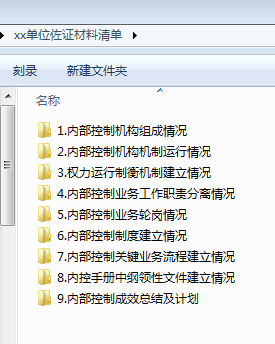 xx单位佐证材料清单
刻录 新建文件夹
名称
1.内部控制机构组成情况
2.内部控制机构机制运行情况
3.权力运行制衡机制建立情况
4.内部控制业务工作职责分离情况
5.内部控制业务轮岗情况
6.内部控制制度建立情况
7.内部控制关键业务流程建立情况
8.内控手册中纲领性文件建立情况
9.内部控制成效总结及计划